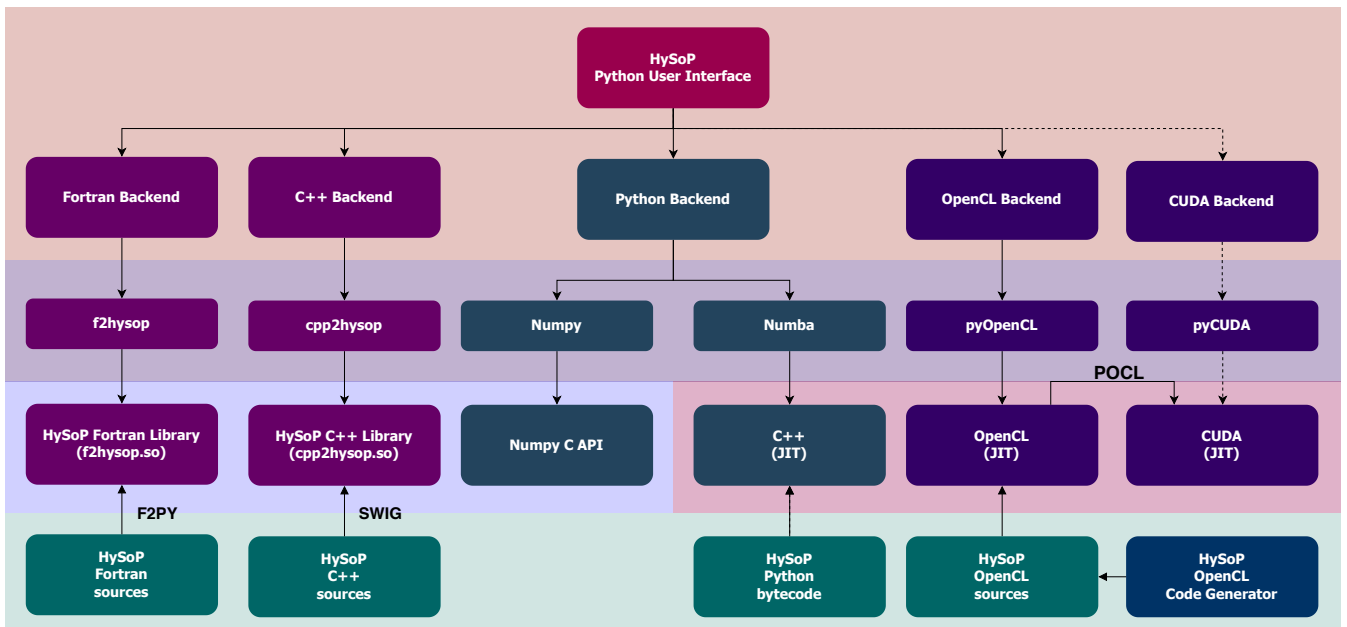 HySoP
Python User Interface
Fortran Backend
C++ Backend
Python Backend
OpenCL Backend
CUDA Backend
f2hysop
cpp2hysop
Numpy
Numba
pyOpenCL
pyCUDA
POCL
HySoP Fortran Library
(f2hysop.so)
HySoP C++ Library
(cpp2hysop.so)
Numpy C API
C++
(JIT)
OpenCL
(JIT)
CUDA
(JIT)
F2PY
SWIG
HySoP
Fortran
sources
HySoP
C++
sources
HySoP
Python
bytecode
HySoP
OpenCL
sources
HySoP
OpenCL
Code Generator